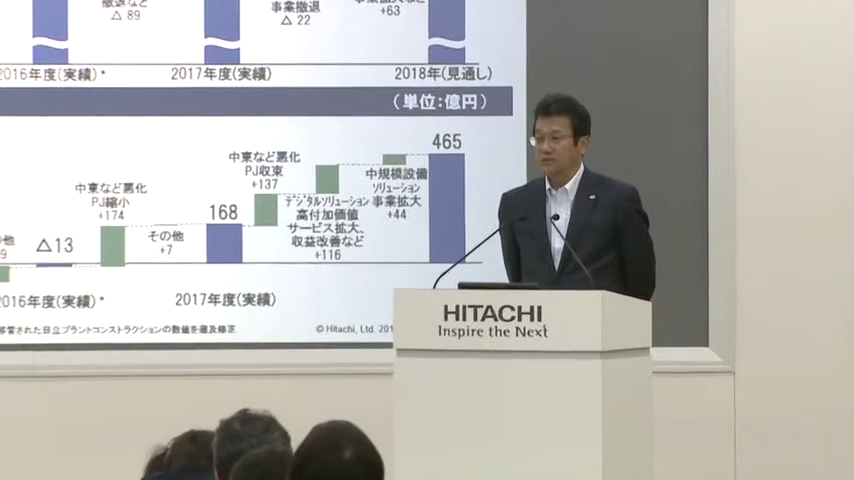 撤退など
△ 89
事業撤退
△ 22
+63
2016年度(実績)*
2017年度(実績)
2018年(見通し)
（単位:億円）
465
中東など悪化
PJ収束
+137
中規模設備
ソリューション
事業拡大
+44
中東など悪化
PJ縮小
+174
デジタルソリューション
高付加価値
サービス拡大、
収益改善など
+116
168
その他
+7
△13
の他
9
2016年度(実績)*
2017年度(実績)
移管された日立プラントコンストラクションの数値を遡及修正
© Hitachi, Ltd. 201
HITACHI
Inspire the Next